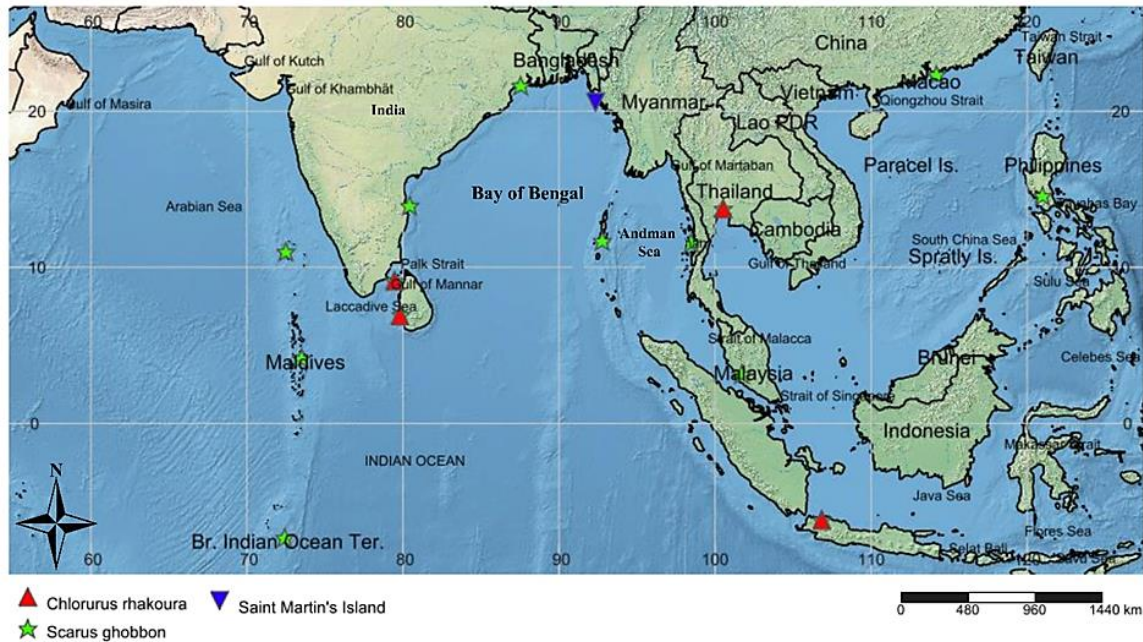 60 70 80 90 100 110 120
Taiwan Strait
China
Taiwan
Gulf of Kutch
Bangladesh
Macao
Gulf of Khambhāt
Vietnam
Gulf of Masira
India
Myanmar
Qiongzhou Strait
20 20
Lao PDR
Gulf of Martaban
Paracel Is.
Philippines
Bay of Bengal
Thailand
Arabian Sea
Andman
Sea
Cambodia
South China Sea
Spratly Is.
10 10
Palk Strait
Gulf of Thailand
Gulf of Mannar
Sulu Sea
Laccadive Sea
Strait of Malacca
Maldives
Brunei
Celebes Sea
Malaysia
Strait of Singapore
0 0
Indonesia
Makassar Strait
INDIAN OCEAN
Java Sea
N
Flores Sea
Br. Indian Ocean Ter.
Selat Bali
60 70 80 90 100 110 120
Chlorurus rhakoura
Saint Martin's Island
Scarus ghobbon
0 480 960 1440 km